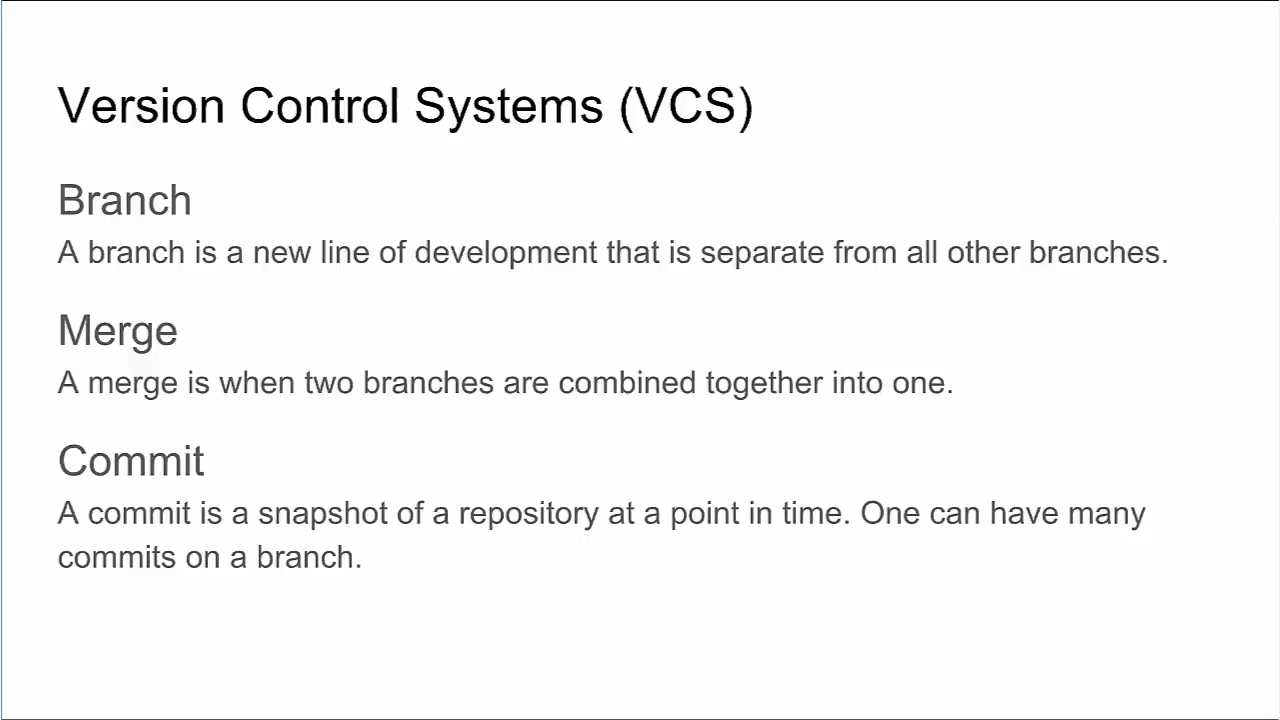 Version Control Systems (VCS)
Branch
A branch is a new line of development that is separate from all other branches.
Merge
A merge is when two branches are combined together into one.
Commit
A commit is a snapshot of a repository at a point in time. One can have many
commits on a branch.